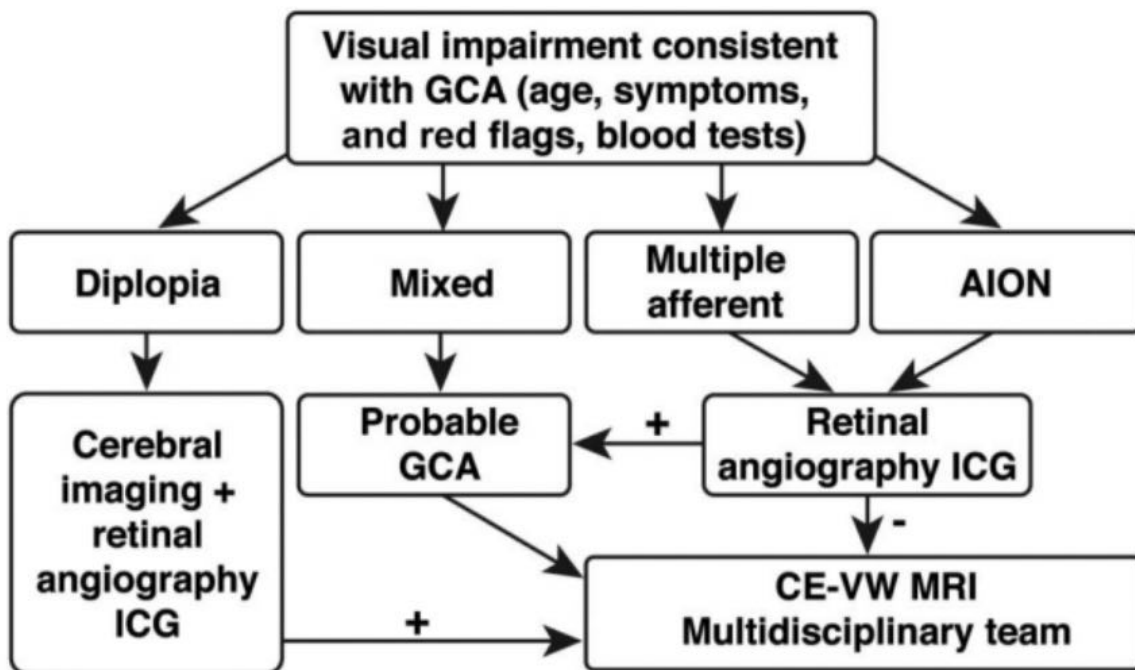 Visual impairment consistent
with GCA (age, symptoms,
and red flags, blood tests)
Diplopia
Mixed
Multiple
afferent
AION
Cerebral
imaging +
retinal
angiography
ICG
Probable
GCA
+
Retinal
angiography ICG
-
+
CE-VW MRI
Multidisciplinary team